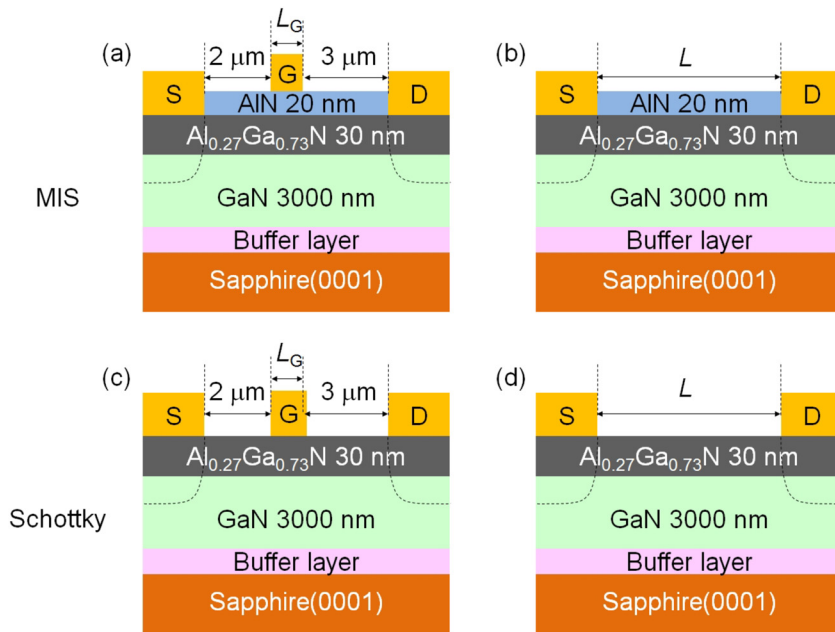 (a)
L_G
2 μm
3 μm
G
S
D
AlN 20 nm
Al0.27Ga0.73N 30 nm
GaN 3000 nm
Buffer layer
Sapphire(0001)
(b)
L
S
D
AlN 20 nm
Al0.27Ga0.73N 30 nm
GaN 3000 nm
Buffer layer
Sapphire(0001)
MIS
(c)
L_G
2 μm
3 μm
S
G
D
Al0.27Ga0.73N 30 nm
GaN 3000 nm
Buffer layer
Sapphire(0001)
(d)
L
S
D
Al0.27Ga0.73N 30 nm
GaN 3000 nm
Buffer layer
Sapphire(0001)
Schottky